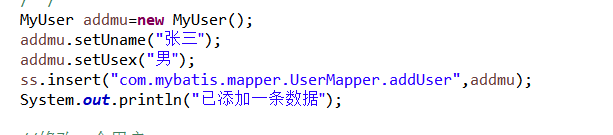 MyUser addmu=new MyUser();
addmu.setUname("张三");
addmu.setUsex("男");
ss.insert("com.mybatis.mapper.UserMapper.addUser",addmu);
System.out.println("已添加一条数据");